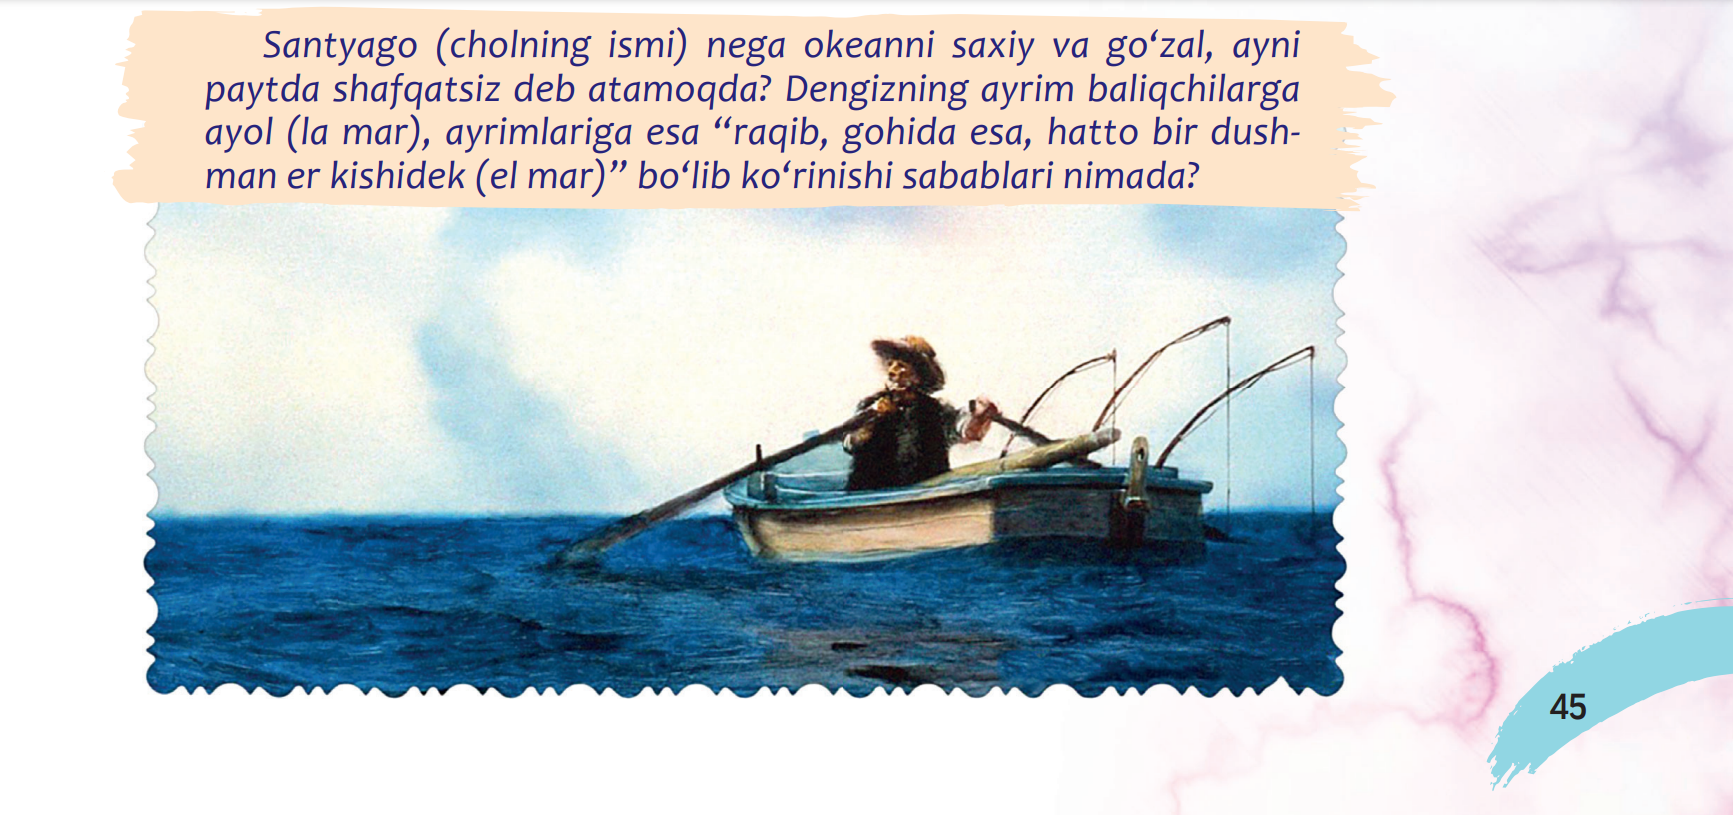 Santyago (cholning ismi) nega okeanni saxiy va go‘zal, ayni
paytda shafqatsiz deb atamoqda? Dengizning ayrim baliqchilarga
ayol (la mar), ayrimlariga esa “raqib, gohida esa, hatto bir dush-
man er kishidek (el mar)” bo‘lib ko‘rinishi sabablari nimada?
45